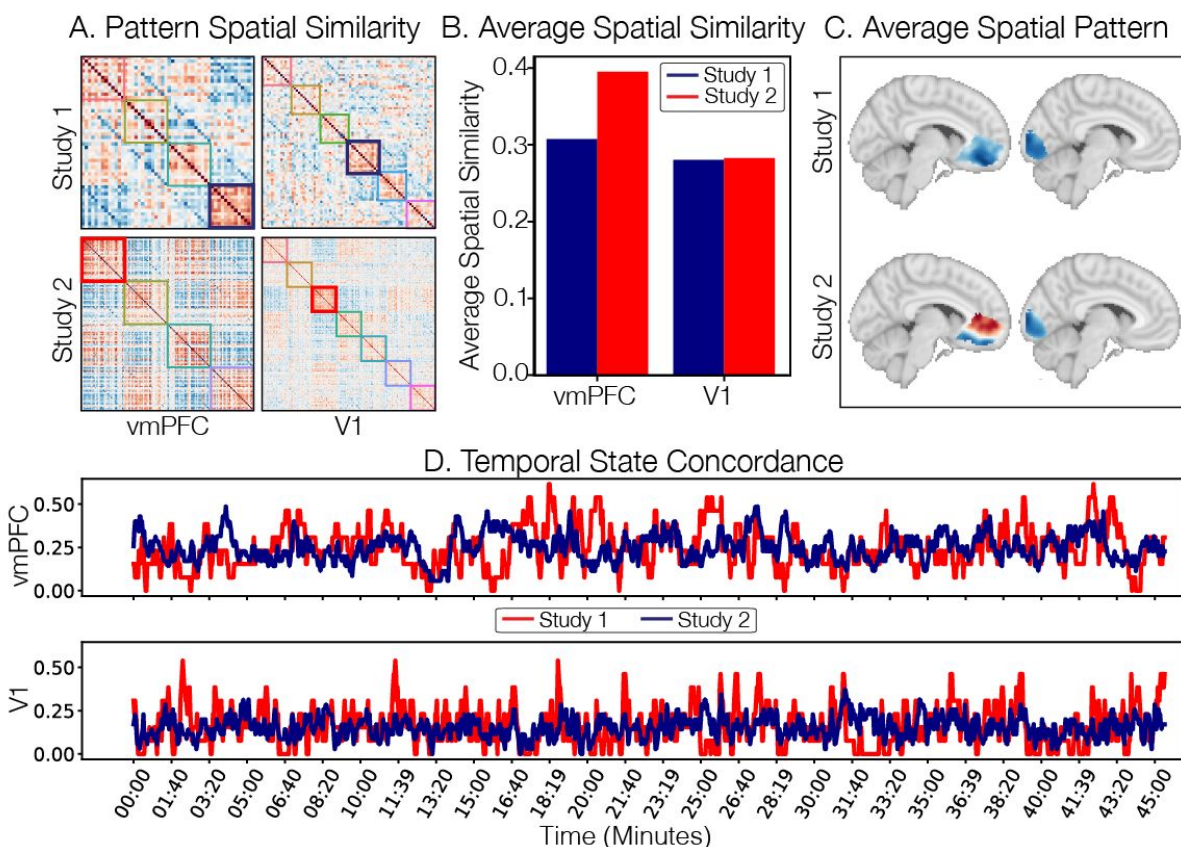 A. Pattern Spatial Similarity
B. Average Spatial Similarity
C. Average Spatial Pattern
Study 1
Study 2
vmPFC
V1
Average Spatial Similarity
0.4
0.3
0.2
0.1
0.0
Study 1
Study 2
vmPFC
V1
Study 1
Study 2
D. Temporal State Concordance
vmPFC
0.50
0.25
0.00
Study 1
Study 2
V1
0.50
0.25
0.00
00:00
01:40
03:20
05:00
06:40
08:20
10:00
11:39
13:20
15:00
16:40
18:19
20:00
21:40
23:19
25:00
26:40
28:19
30:00
31:40
33:20
35:00
36:39
38:20
40:00
41:39
43:20
45:00
Time (Minutes)